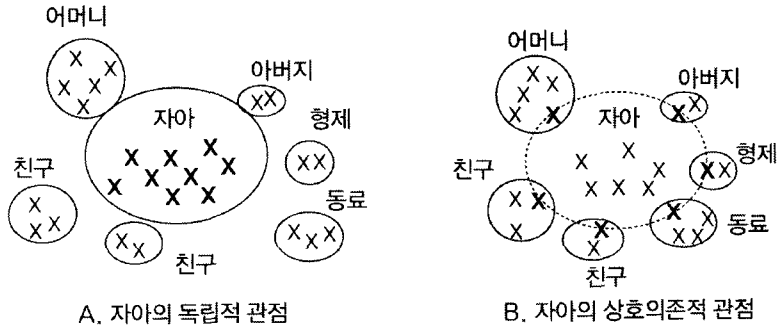 어머니
아버지
자아
형제
친구
동료
친구
A. 자아의 독립적 관점
어머니
아버지
자아
형제
친구
동료
친구
B. 자아의 상호의존적 관점